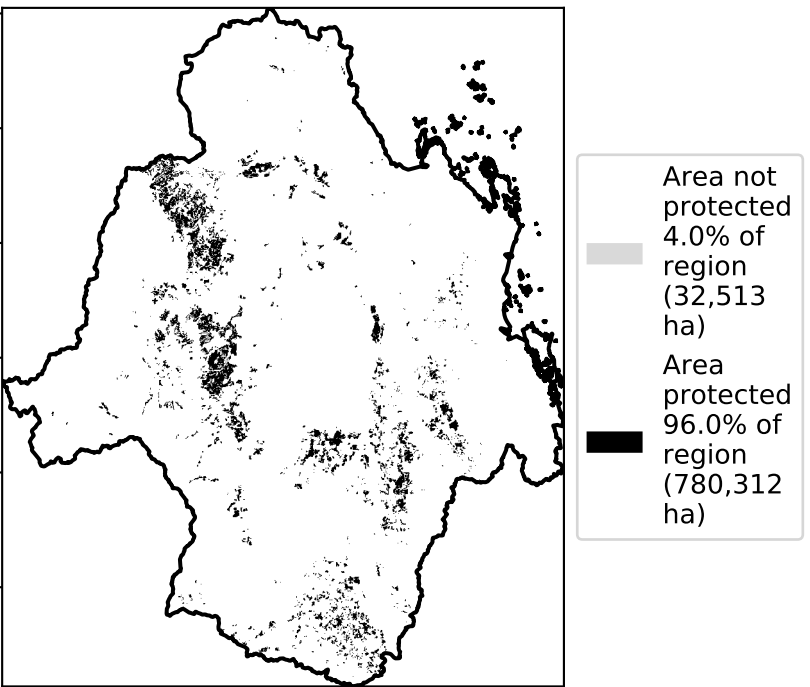 Area not
protected
4.0% of
region
(32,513
ha)
Area
protected
96.0% of
region
(780,312
ha)